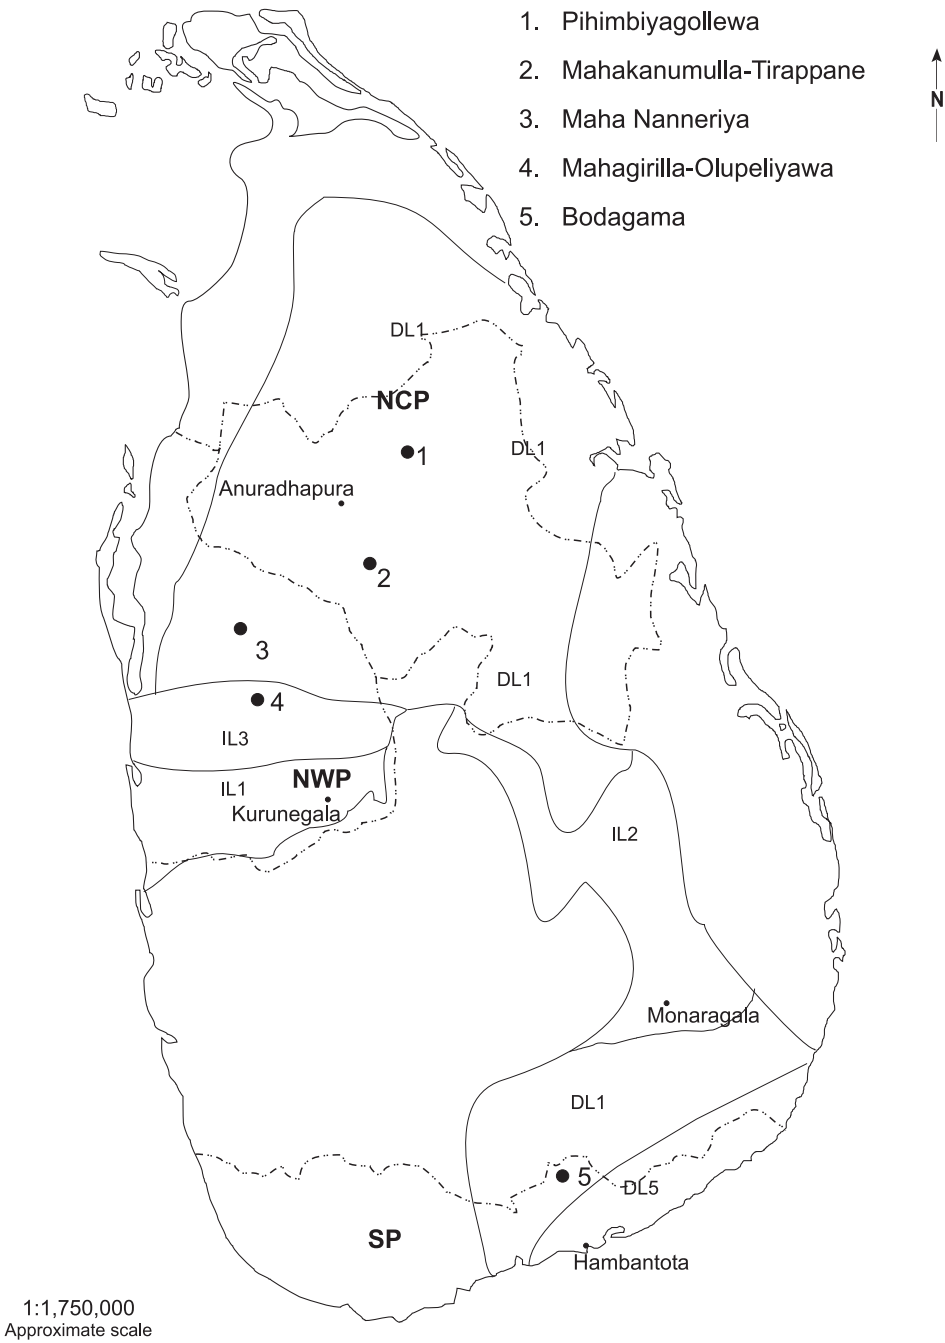 1. Pihimbiyagollewa
2. Mahakanumulla-Tirappane
3. Maha Nanneriya
4. Mahagirilla-Olupeliyawa
5. Bodagama
N
DL1
NCP
DL1
1
Anuradhapura
2
3
DL1
4
IL3
NWP
IL1
Kurunegala
IL2
Monaragala
DL1
5
DL5
SP
Hambantota
1:1,750,000
Approximate scale